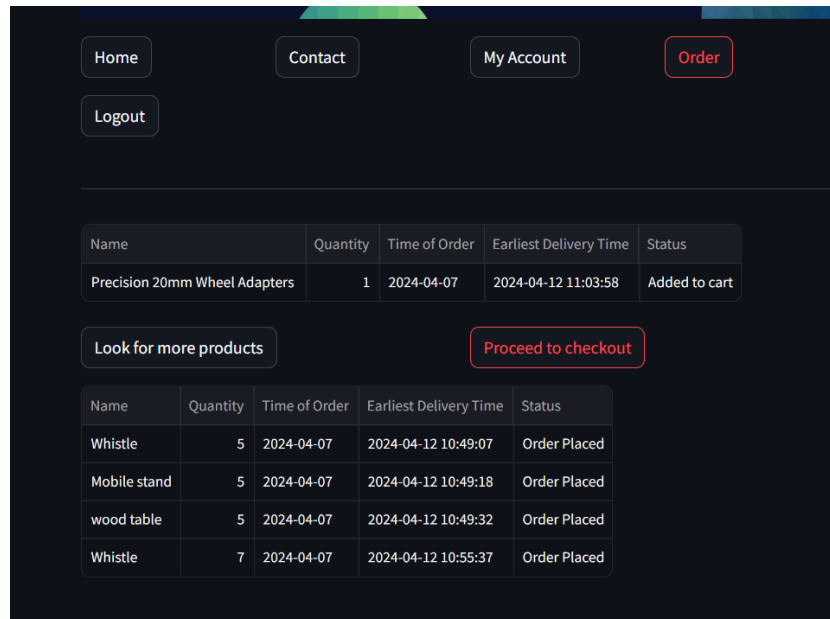 Home Contact My Account Order
Logout
Name Quantity Time of Order Earliest Delivery Time Status
Precision 20mm Wheel Adapters 1 2024-04-07 2024-04-12 11:03:58 Added to cart
Look for more products Proceed to checkout
Name Quantity Time of Order Earliest Delivery Time Status
Whistle 5 2024-04-07 2024-04-12 10:49:07 Order Placed
Mobile stand 5 2024-04-07 2024-04-12 10:49:18 Order Placed
wood table 5 2024-04-07 2024-04-12 10:49:32 Order Placed
Whistle 7 2024-04-07 2024-04-12 10:55:37 Order Placed